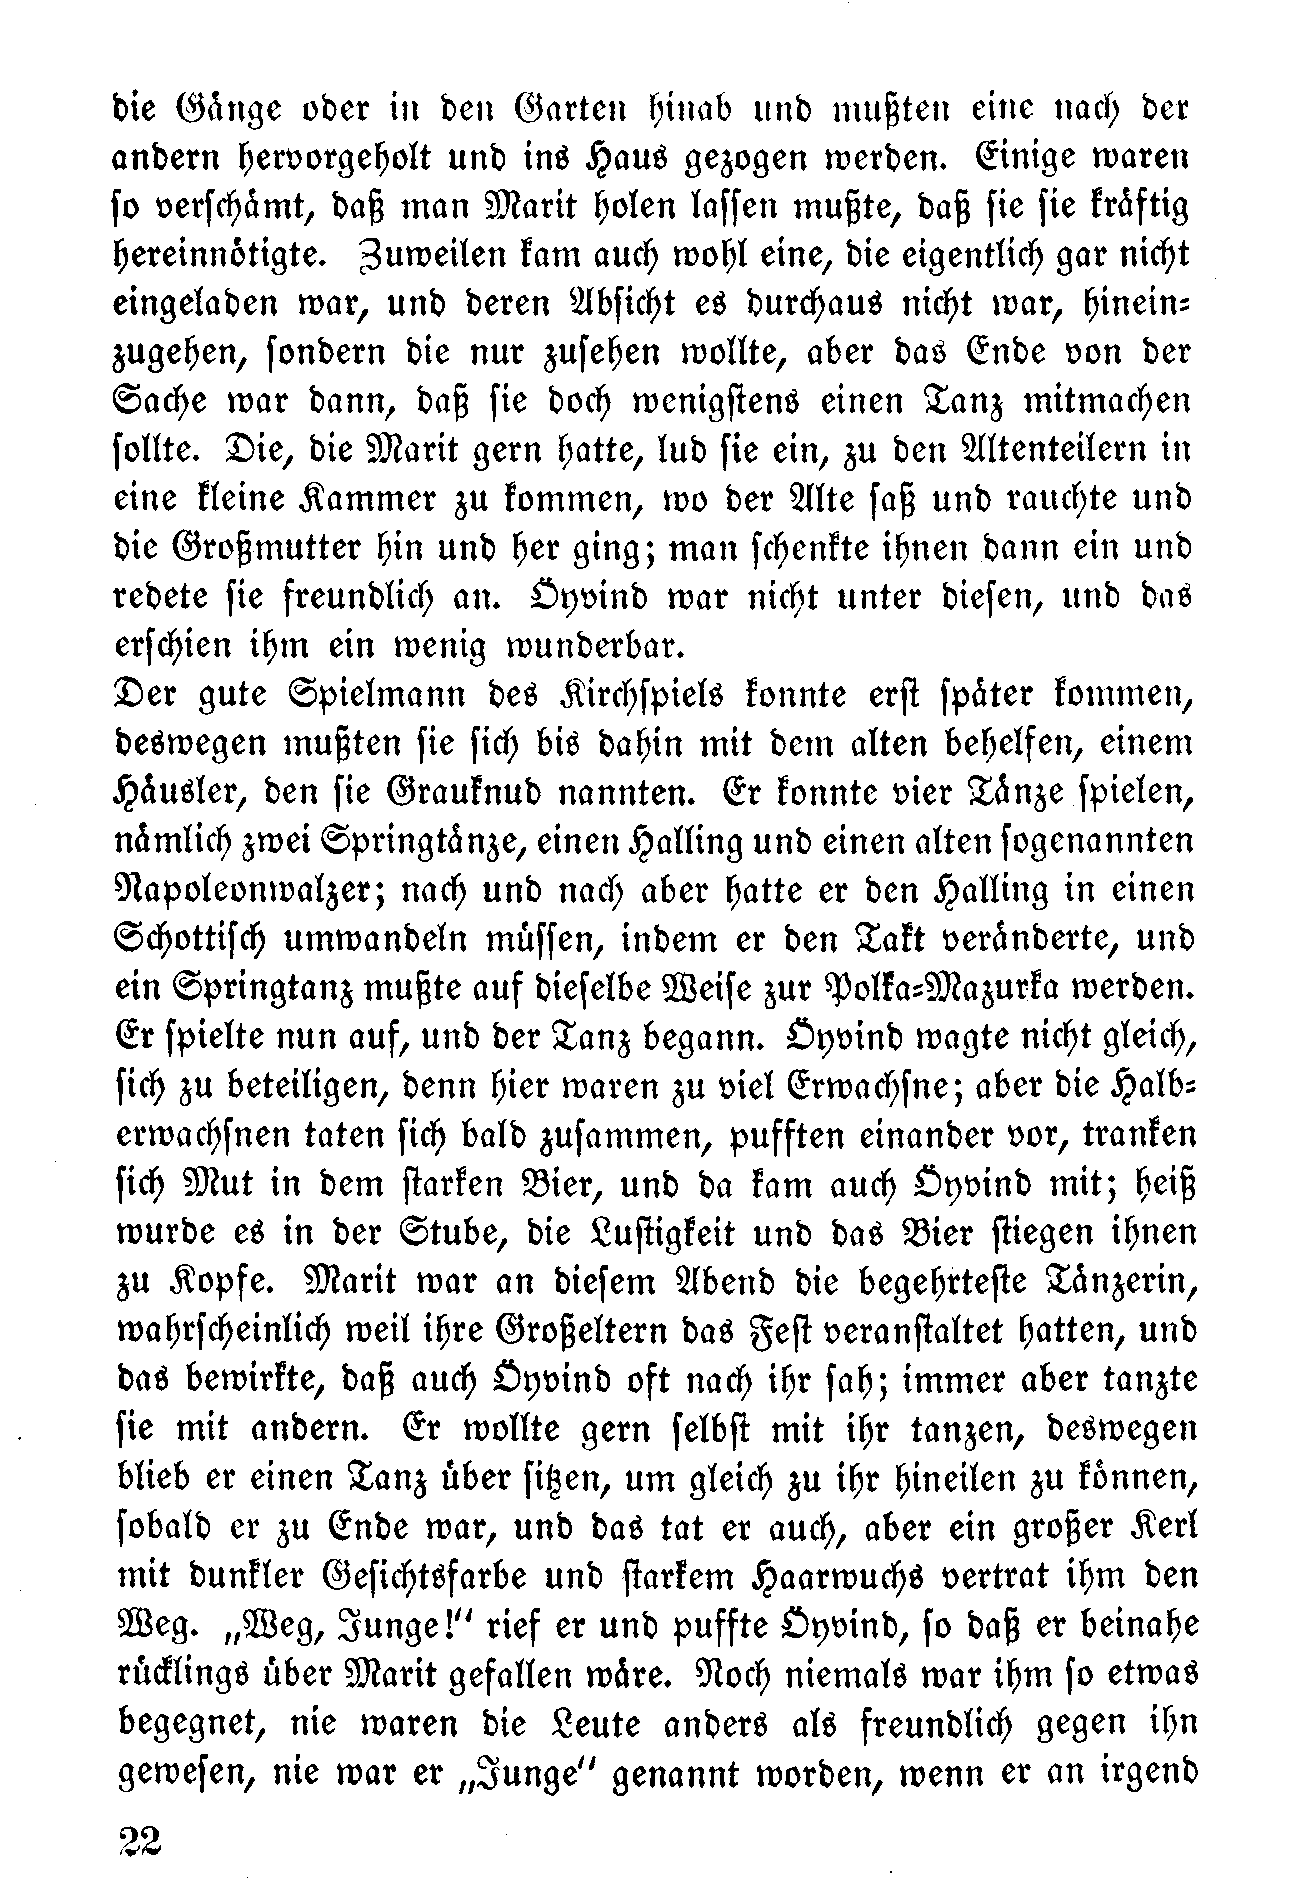 die Gänge oder in den Garten hinab und mußten eine nach der
andern hervorgeholt und ins Haus gezogen werden. Einige waren
so verschämt, daß man Marit holen lassen mußte, daß sie sie kräftig
hereinnötigte. Zuweilen kam auch wohl eine, die eigentlich gar nicht
eingeladen war, und deren Absicht es durchaus nicht war, hinein-
zugehen, sondern die nur zusehen wollte, aber das Ende von der
Sache war dann, daß sie doch wenigstens einen Tanz mitmachen
sollte. Die, die Marit gern hatte, lud sie ein, zu den Altenteilern in
eine kleine Kammer zu kommen, wo der Alte saß und rauchte und
die Großmutter hin und her ging; man schenkte ihnen dann ein und
redete sie freundlich an. Öyvind war nicht unter diesen, und das
erschien ihm ein wenig wunderbar.
Der gute Spielmann des Kirchspiels konnte erst später kommen,
deswegen mußten sie sich bis dahin mit dem alten behelfen, einem
Häusler, den sie Grauknud nannten. Er konnte vier Tänze spielen,
nämlich zwei Springtänze, einen Halling und einen alten sogenannten
Napoleonwalzer; nach und nach aber hatte er den Halling in einen
Schottisch umwandeln müssen, indem er den Takt veränderte, und
ein Springtanz mußte auf dieselbe Weise zur Polka-Mazurka werden.
Er spielte nun auf, und der Tanz begann. Öyvind wagte nicht gleich,
sich zu beteiligen, denn hier waren zu viel Erwachsne; aber die Halb-
erwachsnen taten sich bald zusammen, pufften einander vor, tranken
sich Mut in dem starken Bier, und da kam auch Öyvind mit; heiß
wurde es in der Stube, die Lustigkeit und das Bier stiegen ihnen
zu Kopfe. Marit war an diesem Abend die begehrteste Tänzerin,
wahrscheinlich weil ihre Großeltern das Fest veranstaltet hatten, und
das bewirkte, daß auch Öyvind oft nach ihr sah; immer aber tanzte
sie mit andern. Er wollte gern selbst mit ihr tanzen, deswegen
blieb er einen Tanz über sitzen, um gleich zu ihr hineilen zu können,
sobald er zu Ende war, und das tat er auch, aber ein großer Kerl
mit dunkler Gesichtsfarbe und starkem Haarwuchs vertrat ihm den
Weg. „Weg, Junge!“ rief er und puffte Öyvind, so daß er beinahe
rücklings über Marit gefallen wäre. Noch niemals war ihm so etwas
begegnet, nie waren die Leute anders als freundlich gegen ihn
gewesen, nie war er „Junge“ genannt worden, wenn er an irgend
22